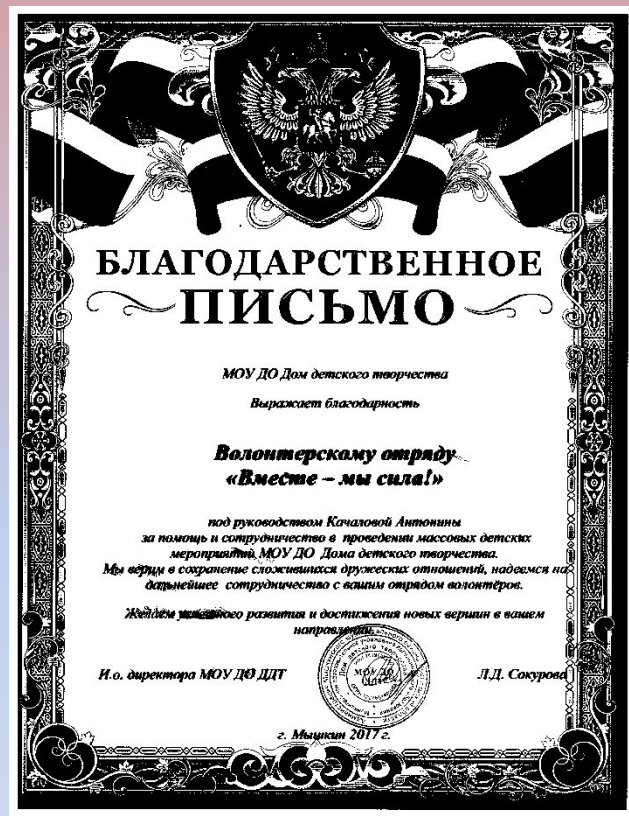 БЛАГОДАРСТВЕННОЕ
ПИСЬМО
МОУ ДО Дом детского творчества
Выражает благодарность
Волонтерскому отряду
«Вместе – мы сила!»
под руководством Качаловой Антонины
за помощь и сотрудничество в проведении массовых детских
мероприятий МОУ ДО Дома детского творчества.
Мы верим в сохранение сложившихся дружеских отношений, надеемся на
дальнейшее сотрудничество с вашим отрядом волонтёров.
Желаем успешного развития и достижения новых вершин в вашем
направлении.
И.о. директора МОУ ДО ДДТ
Л.Д. Сокурова
г. Мышкин 2017 г.